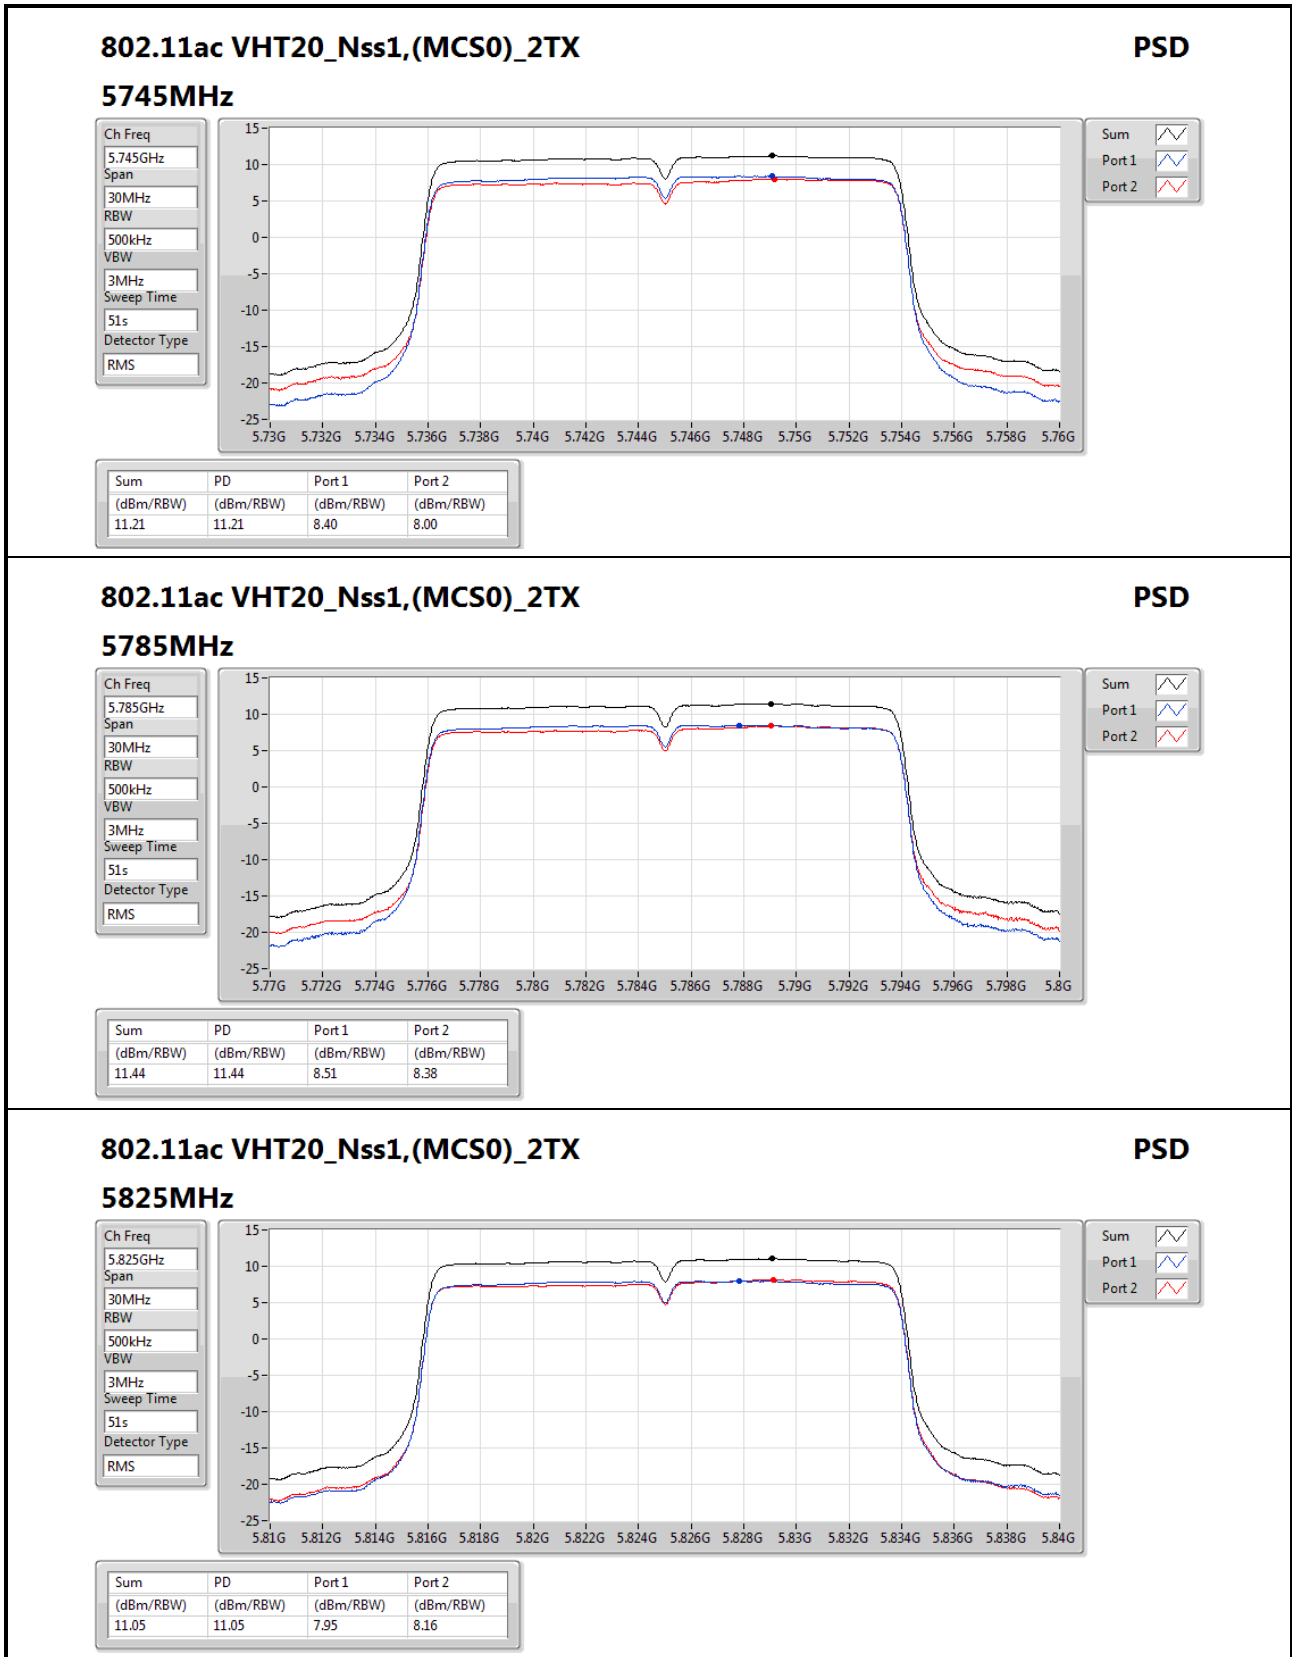 802.11ac VHT20_Nss1,(MCS0)_2TX PSD
5745MHz
Ch Freq
5.745GHz
Span
30MHz
RBW
500kHz
VBW
3MHz
Sweep Time
51s
Detector Type
RMS
15
10
5
0
-5
-10
-15
-20
-25
5.73G 5.732G 5.734G 5.736G 5.738G 5.74G 5.742G 5.744G 5.746G 5.748G 5.75G 5.752G 5.754G 5.756G 5.758G 5.76G
Sum
Port 1
Port 2
Sum PD Port 1 Port 2
(dBm/RBW) (dBm/RBW) (dBm/RBW) (dBm/RBW)
11.21 11.21 8.40 8.00
802.11ac VHT20_Nss1,(MCS0)_2TX PSD
5785MHz
Ch Freq
5.785GHz
Span
30MHz
RBW
500kHz
VBW
3MHz
Sweep Time
51s
Detector Type
RMS
15
10
5
0
-5
-10
-15
-20
-25
5.77G 5.772G 5.774G 5.776G 5.778G 5.78G 5.782G 5.784G 5.786G 5.788G 5.79G 5.792G 5.794G 5.796G 5.798G 5.8G
Sum
Port 1
Port 2
Sum PD Port 1 Port 2
(dBm/RBW) (dBm/RBW) (dBm/RBW) (dBm/RBW)
11.44 11.44 8.51 8.38
802.11ac VHT20_Nss1,(MCS0)_2TX PSD
5825MHz
Ch Freq
5.825GHz
Span
30MHz
RBW
500kHz
VBW
3MHz
Sweep Time
51s
Detector Type
RMS
15
10
5
0
-5
-10
-15
-20
-25
5.81G 5.812G 5.814G 5.816G 5.818G 5.82G 5.822G 5.824G 5.826G 5.828G 5.83G 5.832G 5.834G 5.836G 5.838G 5.84G
Sum
Port 1
Port 2
Sum PD Port 1 Port 2
(dBm/RBW) (dBm/RBW) (dBm/RBW) (dBm/RBW)
11.05 11.05 7.95 8.16